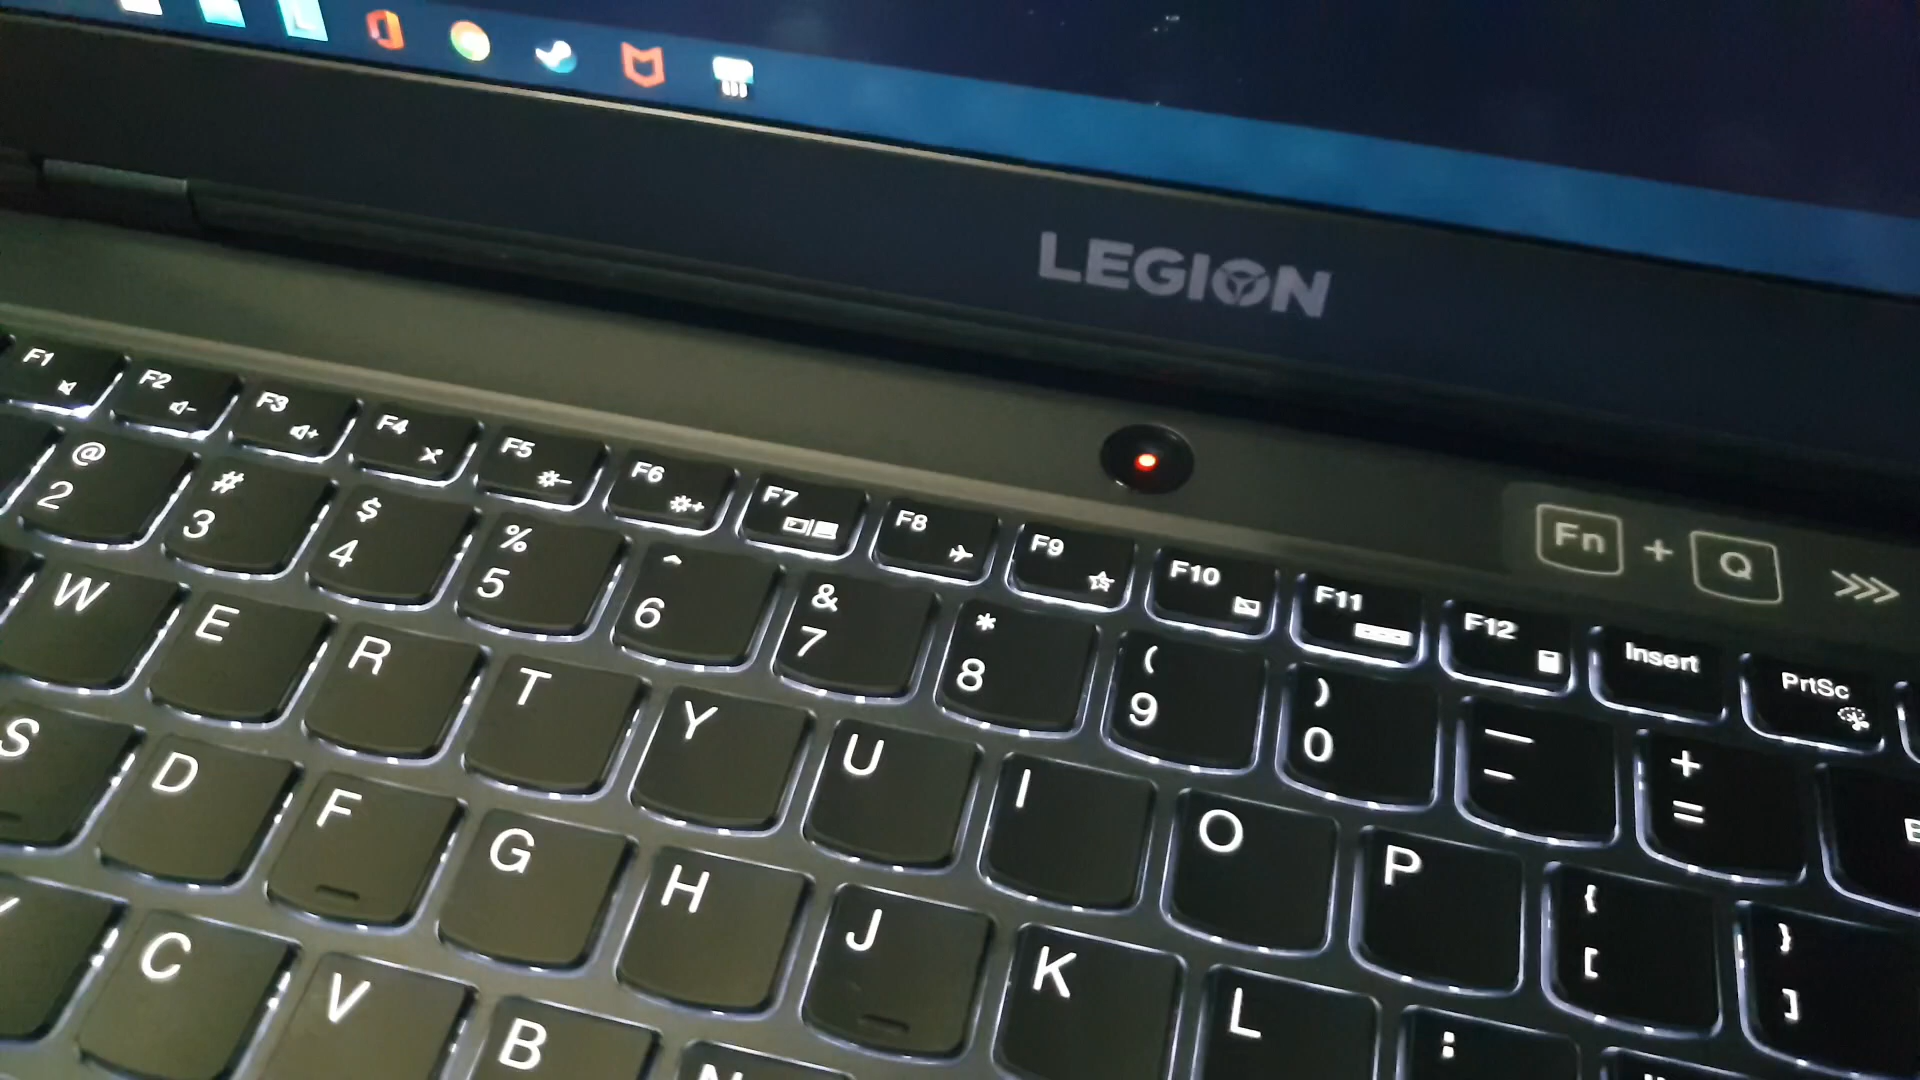 LEGION
Fn + Q >>>
F1 F2 F3 F4 F5 F6 F7 F8 F9 F10 F11 F12 Insert PrtSc
@ # $ % ^ & * ( ) — +
2 3 4 5 6 7 8 9 0 - =
W E R T Y U I O P { }
[ ]
S D F G H J K L :
C V B N